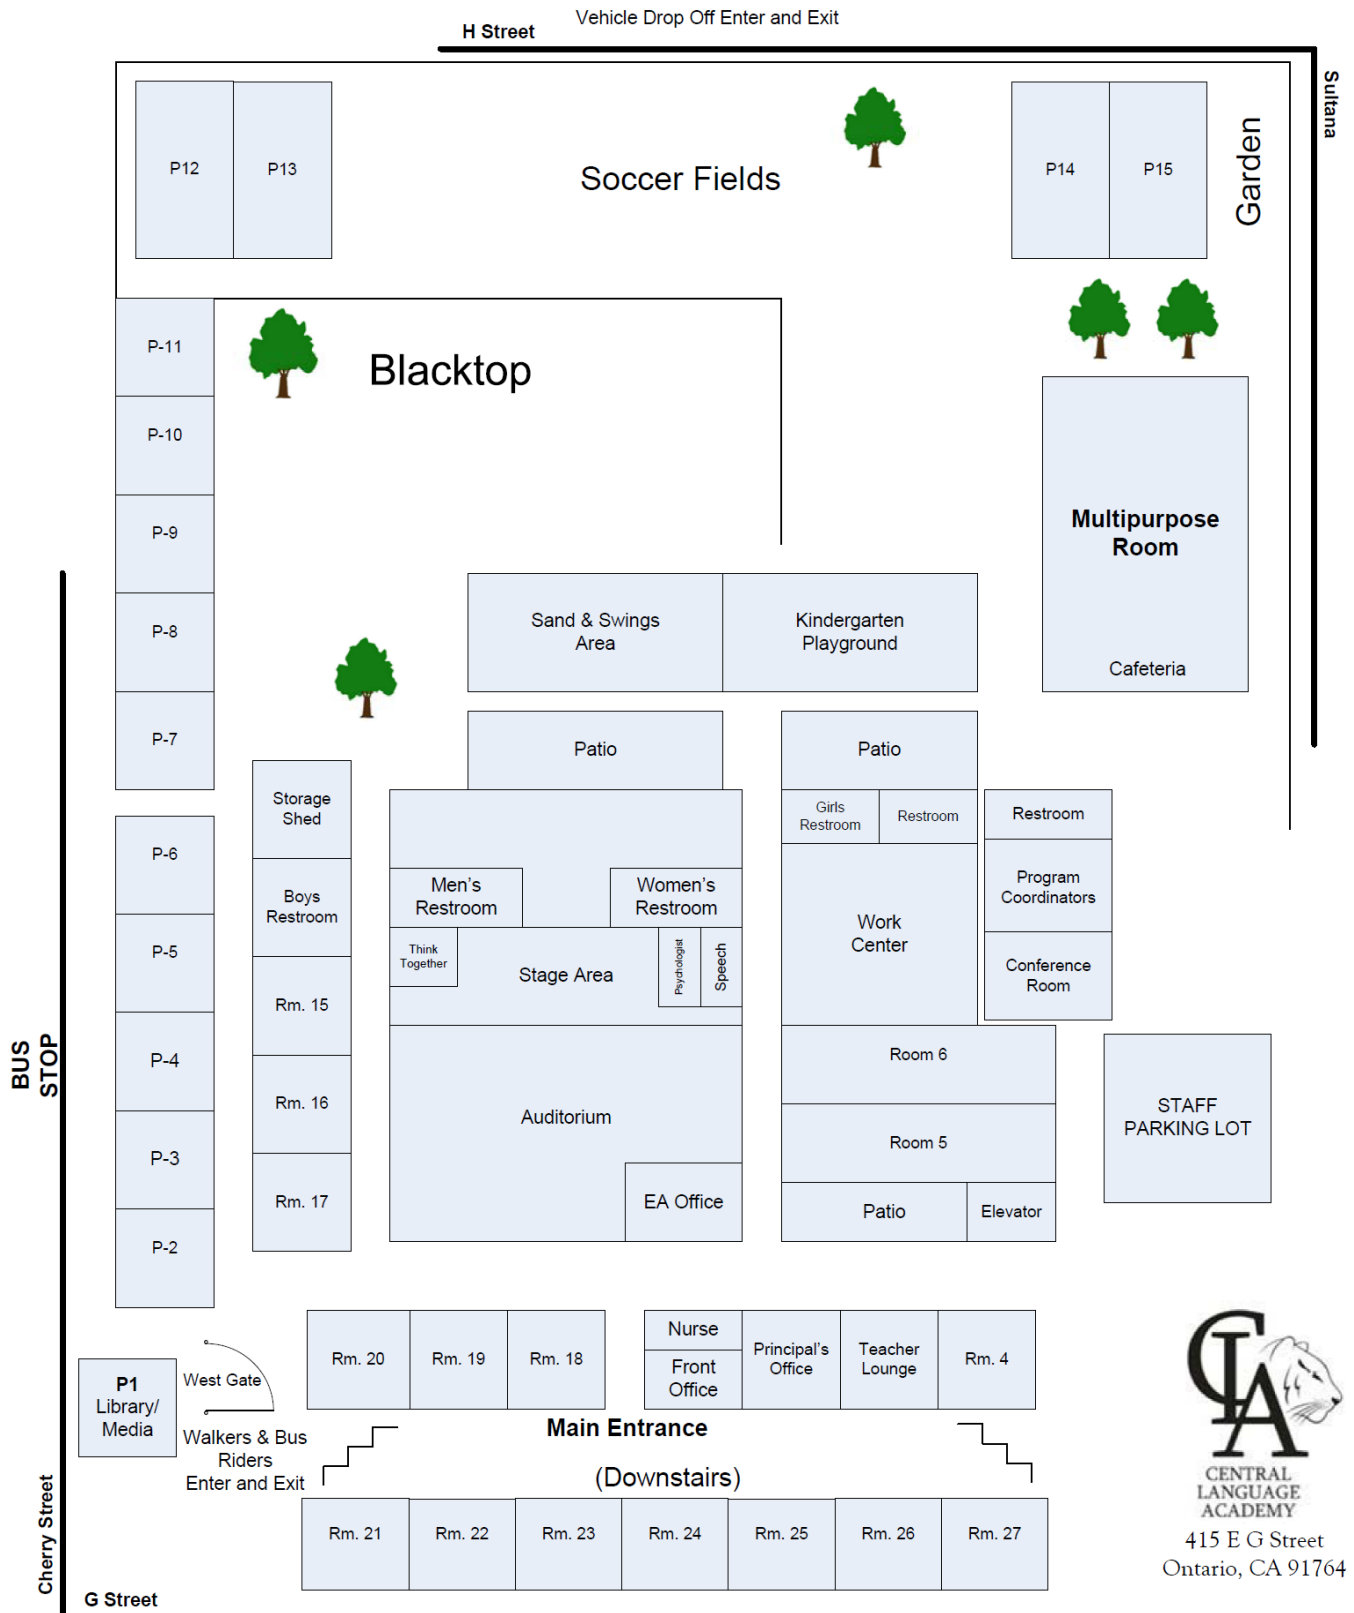 Vehicle Drop Off Enter and Exit
H Street
Sultana
P12
P13
Soccer Fields
P14
P15
Garden
P-11
Blacktop
P-10
P-9
Multipurpose
Room
P-8
Sand & Swings
Area
Kindergarten
Playground
Cafeteria
P-7
Patio
Patio
Storage
Shed
Girls
Restroom
Restroom
Restroom
P-6
Boys
Restroom
Men's
Restroom
Women's
Restroom
Work
Center
Program
Coordinators
P-5
Think
Together
Stage Area
Psychologist
Speech
Conference
Room
Rm. 15
BUS
STOP
P-4
Room 6
Rm. 16
Auditorium
STAFF
PARKING LOT
P-3
Room 5
Rm. 17
EA Office
Patio
Elevator
P-2
Nurse
Front
Office
Rm. 20
Rm. 19
Rm. 18
Principal's
Office
Teacher
Lounge
Rm. 4
P1
Library/
Media
West Gate
Walkers & Bus
Riders
Enter and Exit
Main Entrance
(Downstairs)
CLA
CENTRAL
LANGUAGE
ACADEMY
415 E G Street
Ontario, CA 91764
Cherry Street
Rm. 21
Rm. 22
Rm. 23
Rm. 24
Rm. 25
Rm. 26
Rm. 27
G Street